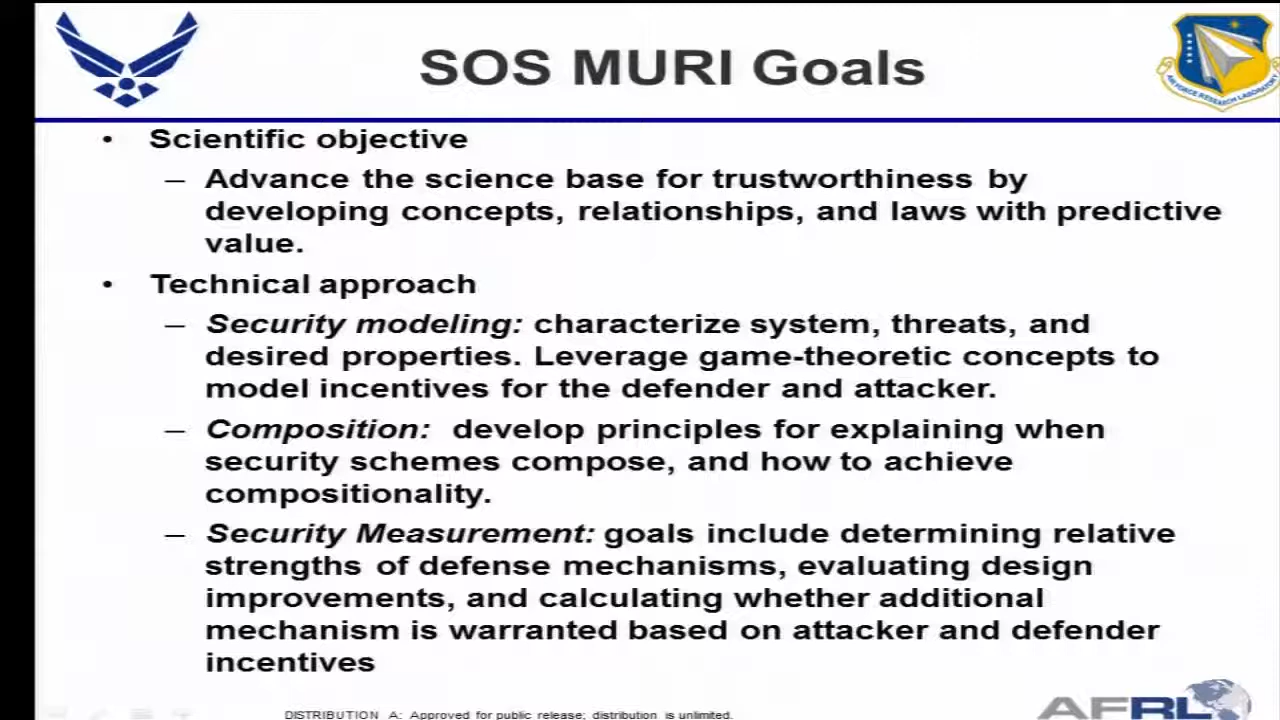 SOS MURI Goals
AIR FORCE RESEARCH LABORATORY
• Scientific objective
– Advance the science base for trustworthiness by
developing concepts, relationships, and laws with predictive
value.
• Technical approach
– Security modeling: characterize system, threats, and
desired properties. Leverage game-theoretic concepts to
model incentives for the defender and attacker.
– Composition: develop principles for explaining when
security schemes compose, and how to achieve
compositionality.
– Security Measurement: goals include determining relative
strengths of defense mechanisms, evaluating design
improvements, and calculating whether additional
mechanism is warranted based on attacker and defender
incentives
DISTRIBUTION A: Approved for public release; distribution is unlimited.
AFRL